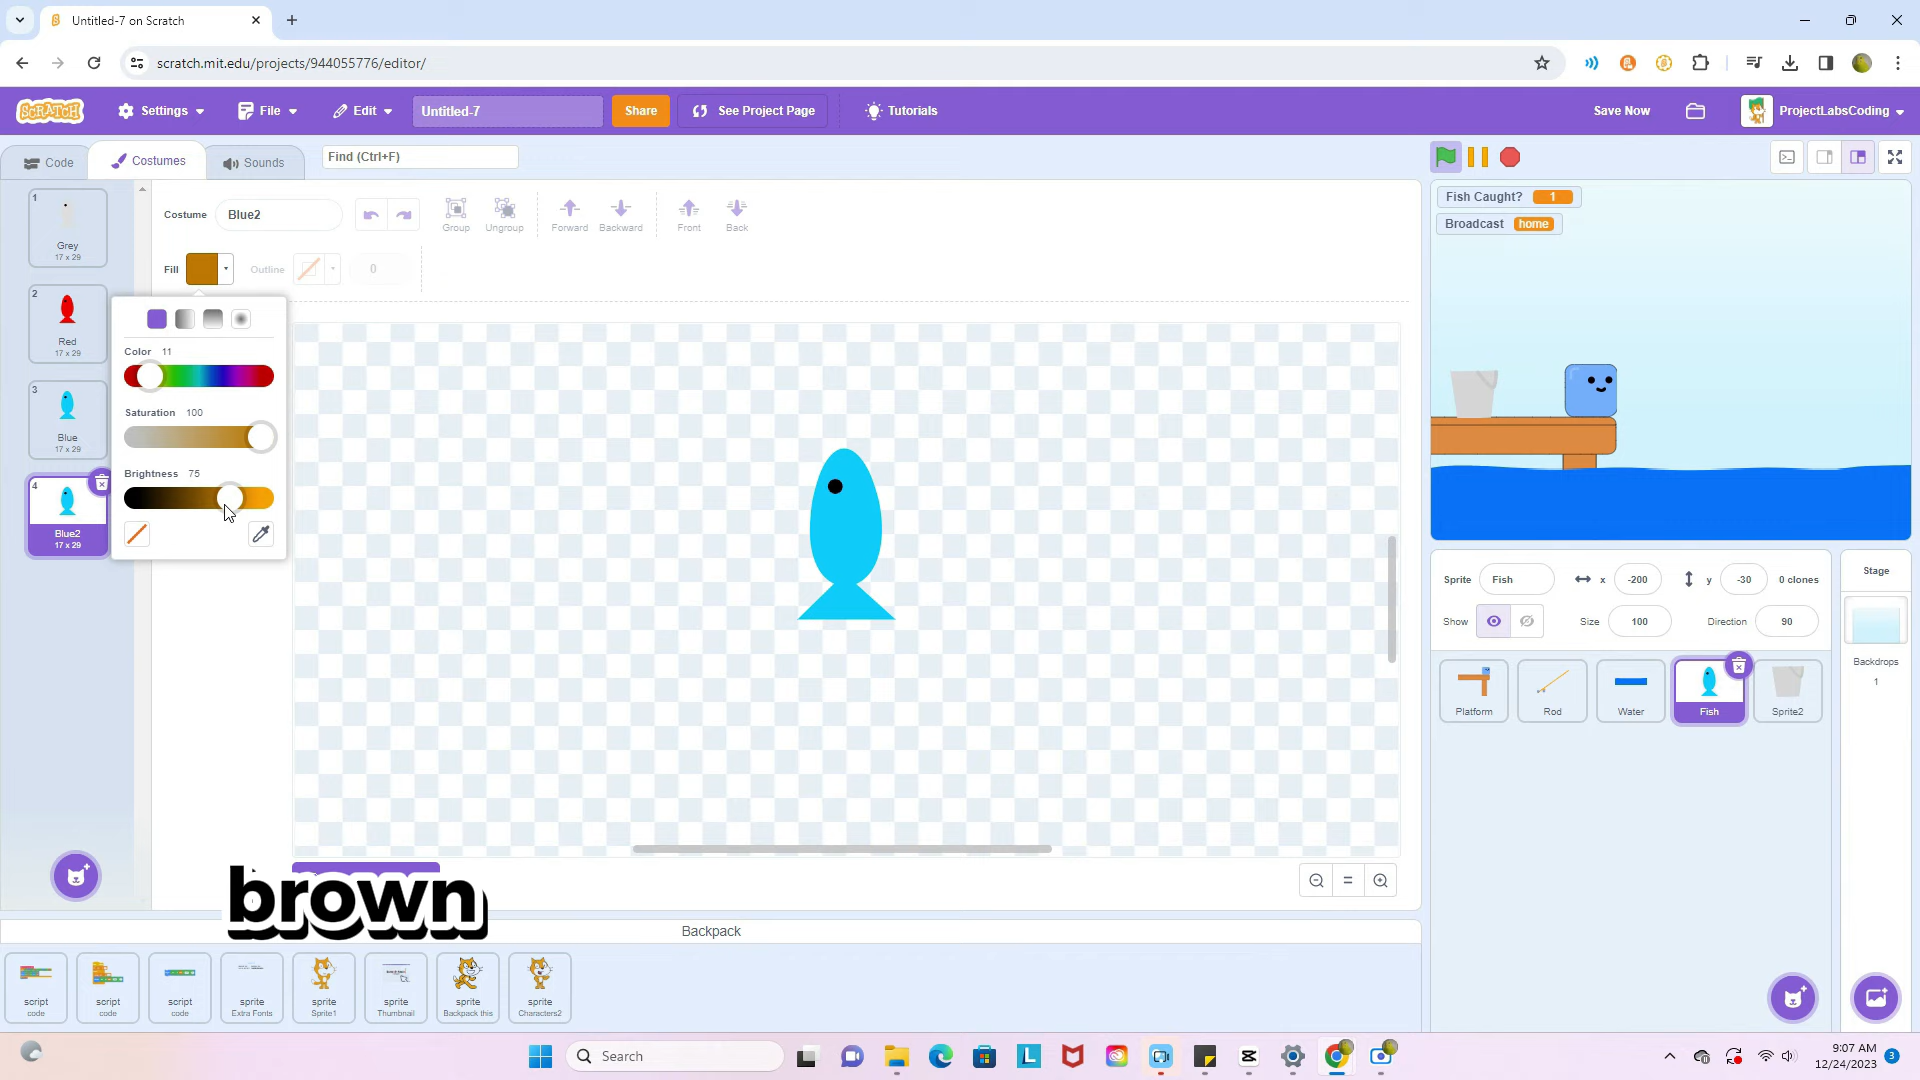 Untitled-7 on Scratch
scratch.mit.edu/projects/944055776/editor/
SCRATCH
Settings
File
Edit
Untitled-7
Share
See Project Page
Tutorials
Save Now
ProjectLabsCoding
Code
Costumes
Sounds
Find (Ctrl+F)
Costume
Blue2
Group
Ungroup
Forward
Backward
Front
Back
Fill
Outline
0
1
Grey
17 x 29
2
Red
17 x 29
3
Blue
17 x 29
4
Blue2
17 x 29
Color 11
Saturation 100
Brightness 75
Fish Caught? 1
Broadcast home
Sprite
Fish
x
-200
y
-30
0 clones
Show
Size
100
Direction
90
Platform
Rod
Water
Fish
Sprite2
Stage
Backdrops
1
brown
Backpack
script
code
script
code
script
code
sprite
Extra Fonts
sprite
Sprite1
sprite
Thumbnail
sprite
Backpack this
sprite
Characters2
Search
9:07 AM
12/24/2023
3